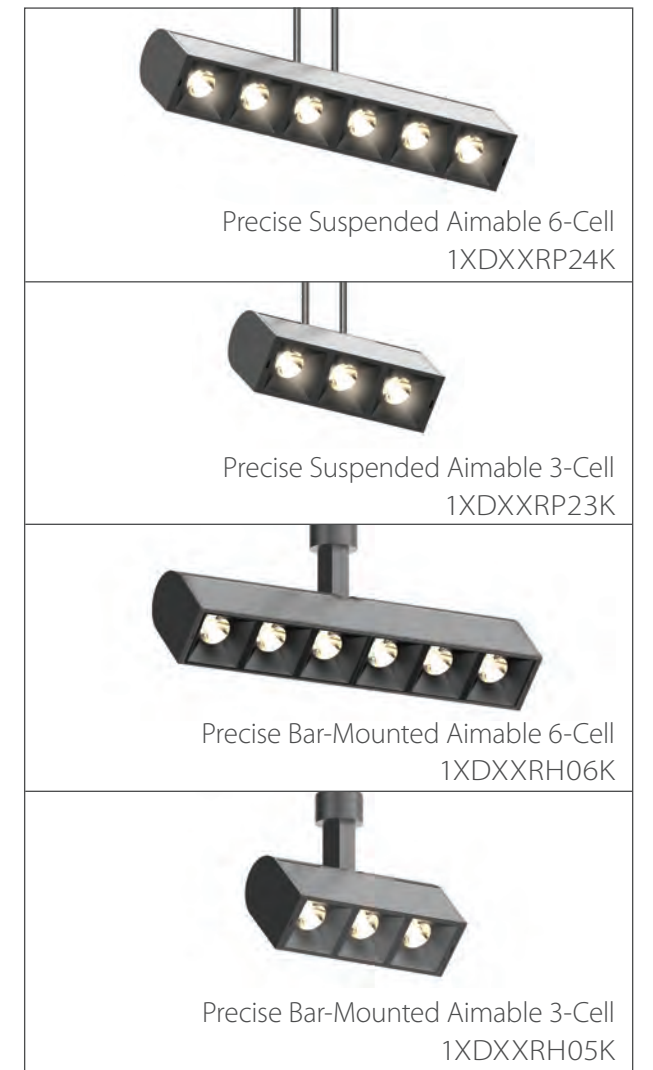 Precise Suspended Aimable 6-Cell
1XDXXRP24K
Precise Suspended Aimable 3-Cell
1XDXXRP23K
Precise Bar-Mounted Aimable 6-Cell
1XDXXRH06K
Precise Bar-Mounted Aimable 3-Cell
1XDXXRH05K